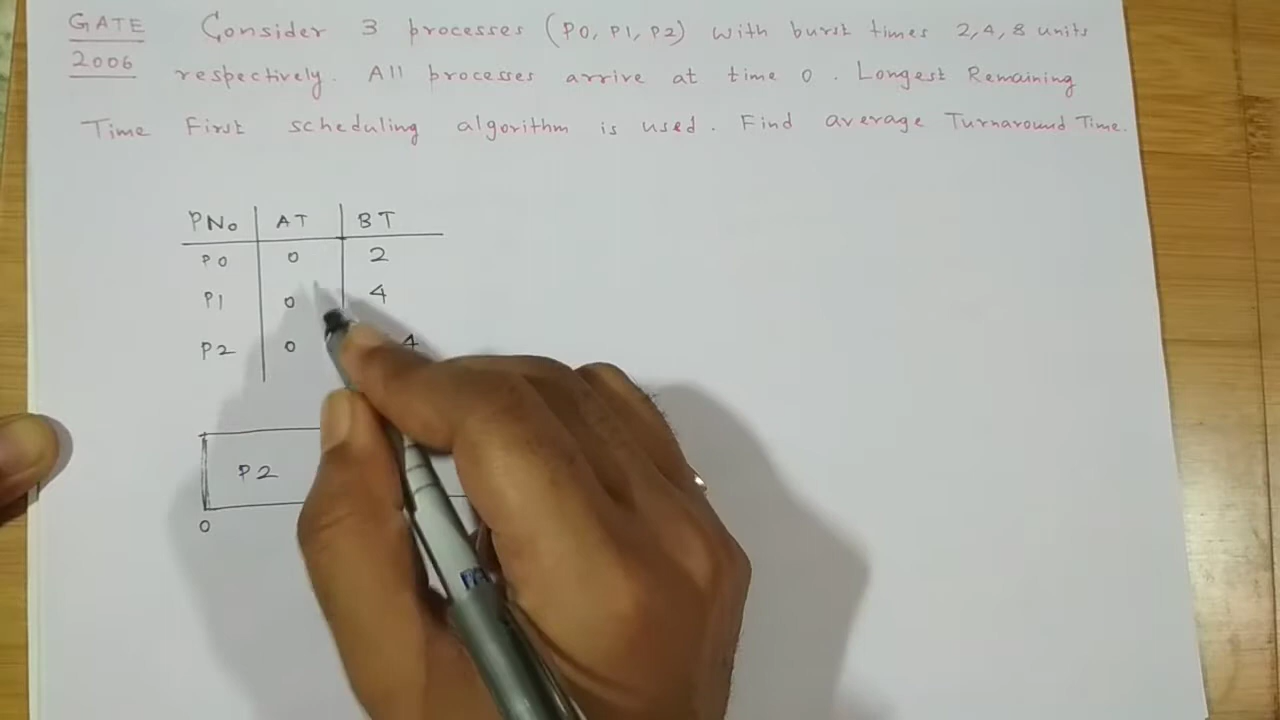 GATE Consider 3 processes (P0, P1, P2) with burst times 2,4,8 units
2006 respectively. All processes arrive at time 0. Longest Remaining
Time First scheduling algorithm is used. Find average Turnaround Time.
PNo AT BT
P0 0 2
P1 0 4
P2 0 4
P2
0